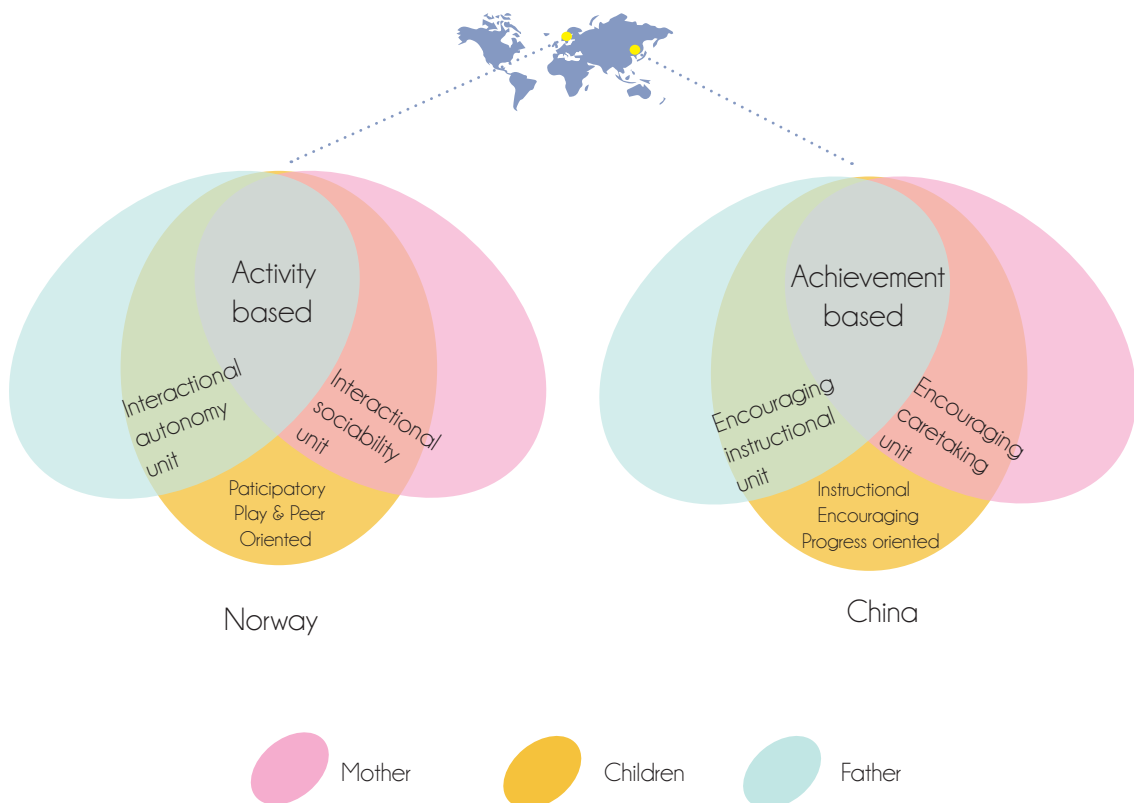 Activity
based
Interactional
autonomy
unit
Interactional
sociability
unit
Paticipatory
Play & Peer
Oriented
Norway
Achievement
based
Encouraging
instructional
unit
Encouraging
caretaking
unit
Instructional
Encouraging
Progress oriented
China
Mother
Children
Father